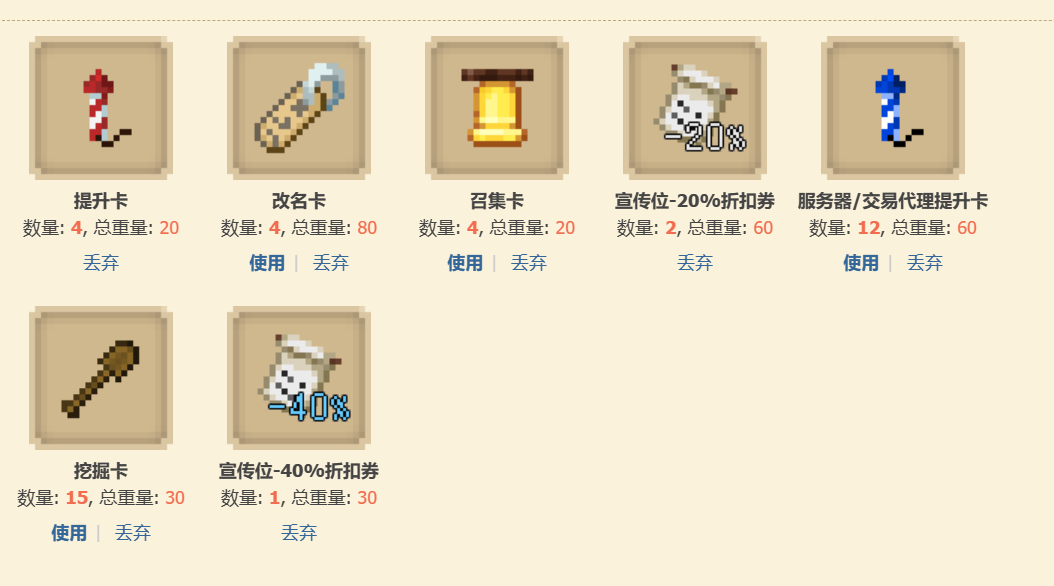 -20%
提升卡
改名卡
召集卡
宣传位-20%折扣券
服务器/交易代理提升卡
数量: 4, 总重量: 20
数量: 4, 总重量: 80
数量: 4, 总重量: 20
数量: 2, 总重量: 60
数量: 12, 总重量: 60
丢弃
使用 | 丢弃
使用 | 丢弃
丢弃
使用 | 丢弃
-40%
挖掘卡
宣传位-40%折扣券
数量: 15, 总重量: 30
数量: 1, 总重量: 30
使用 | 丢弃
丢弃